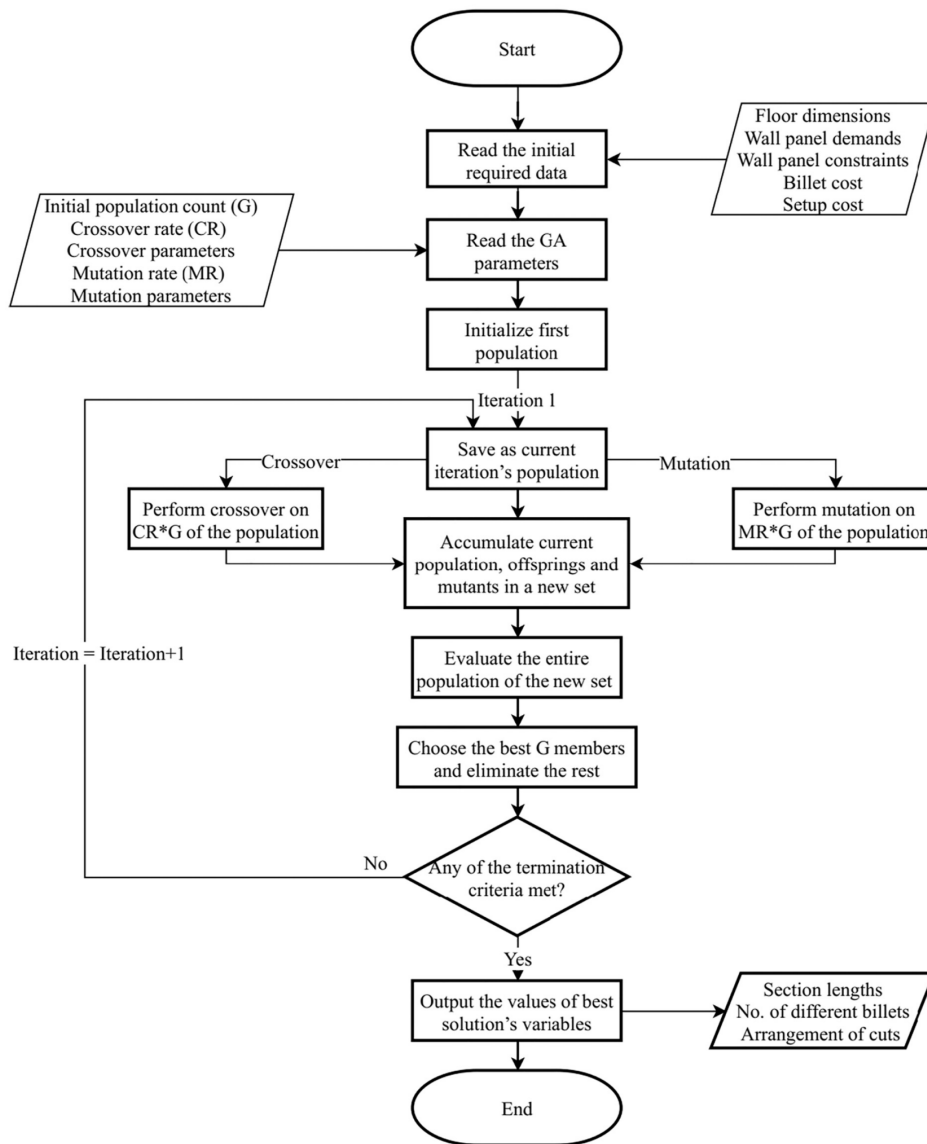 Start
Read the initial
required data
Floor dimensions
Wall panel demands
Wall panel constraints
Billet cost
Setup cost
Initial population count (G)
Crossover rate (CR)
Crossover parameters
Mutation rate (MR)
Mutation parameters
Read the GA
parameters
Initialize first
population
Iteration 1
Save as current
iteration's population
Crossover
Mutation
Perform crossover on
CR*G of the population
Perform mutation on
MR*G of the population
Accumulate current
population, offsprings and
mutants in a new set
Iteration = Iteration+1
Evaluate the entire
population of the new set
Choose the best G members
and eliminate the rest
No
Any of the termination
criteria met?
Yes
Output the values of best
solution's variables
Section lengths
No. of different billets
Arrangement of cuts
End